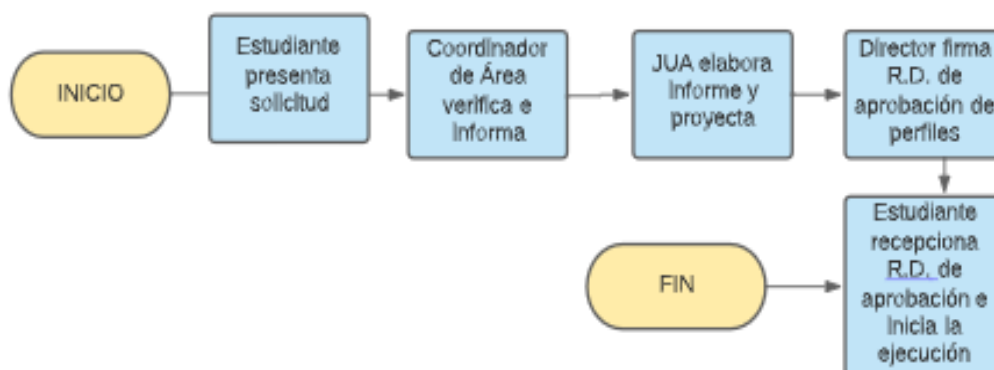 INICIO
Estudiante
presenta
solicitud
Coordinador
de Área
verifica e
Informa
JUA elabora
Informe y
proyecta
Director firma
R.D. de
aprobación de
perfiles
Estudiante
recepciona
R.D. de
aprobación e
Inicia la
ejecución
FIN